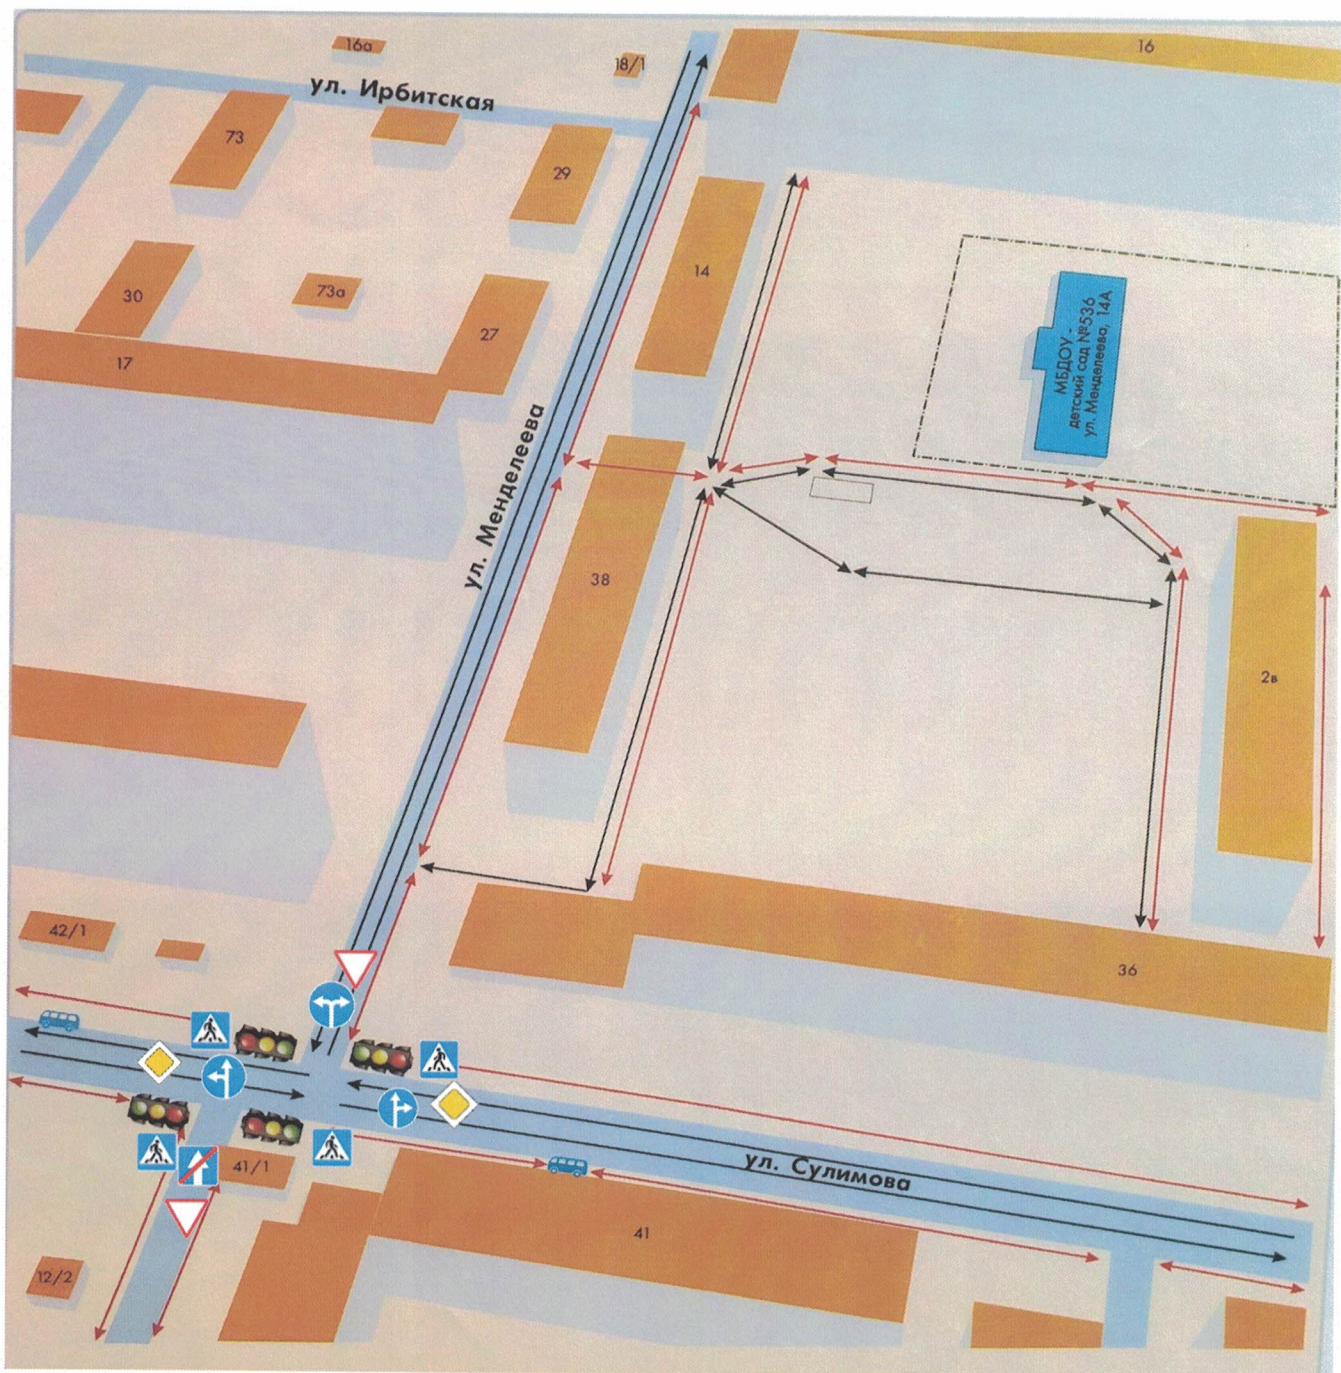 16а
18/1
16
ул. Ирбитская
73
29
14
30
73а
27
17
МБДОУ -
детский сад №536
ул. Менделеева, 14А
ул. Менделеева
38
2в
42/1
36
41/1
ул. Сулимова
41
12/2